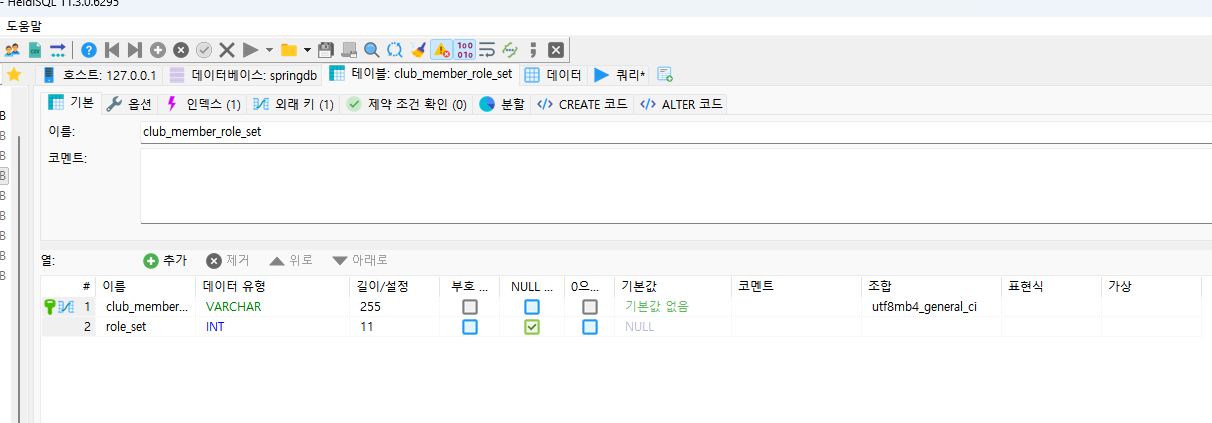 - HeidiSQL 11.3.0.6295
도움말
호스트: 127.0.0.1 데이터베이스: springdb 테이블: club_member_role_set 데이터 쿼리*
기본 옵션 인덱스 (1) 외래 키 (1) 제약 조건 확인 (0) 분할 CREATE 코드 ALTER 코드
이름: club_member_role_set
코멘트:
열: 추가 제거 위로 아래로
# 이름 데이터 유형 길이/설정 부호 ... NULL ... 0으... 기본값 코멘트 조합 표현식 가상
1 club_member... VARCHAR 255 기본값 없음 utf8mb4_general_ci
2 role_set INT 11 NULL